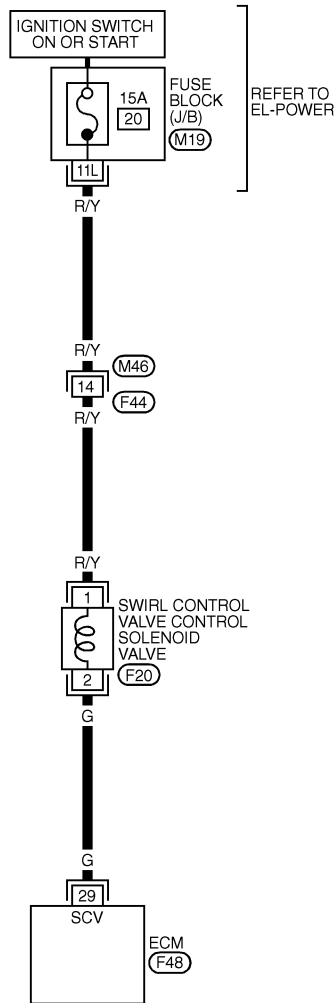 IGNITION SWITCH
ON OR START
FUSE
BLOCK
(J/B)
M19
15A
20
REFER TO
EL-POWER
11L
R/Y
R/Y
M46
14
F44
R/Y
R/Y
1
SWIRL CONTROL
VALVE CONTROL
SOLENOID
VALVE
F20
2
G
G
29
SCV
ECM
F48